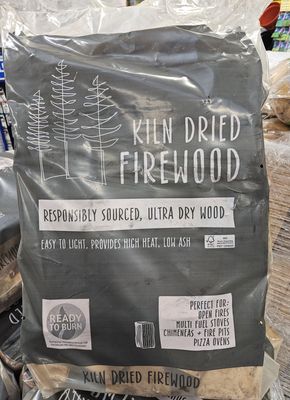 KILN DRIED
FIREWOOD
RESPONSIBLY SOURCED, ULTRA DRY WOOD
EASY TO LIGHT, PROVIDES HIGH HEAT, LOW ASH
FSC
READY
TO BURN
PERFECT FOR:
OPEN FIRES
MULTI FUEL STOVES
CHIMENEAS + FIRE PITS
PIZZA OVENS
KILN DRIED FIREWOOD